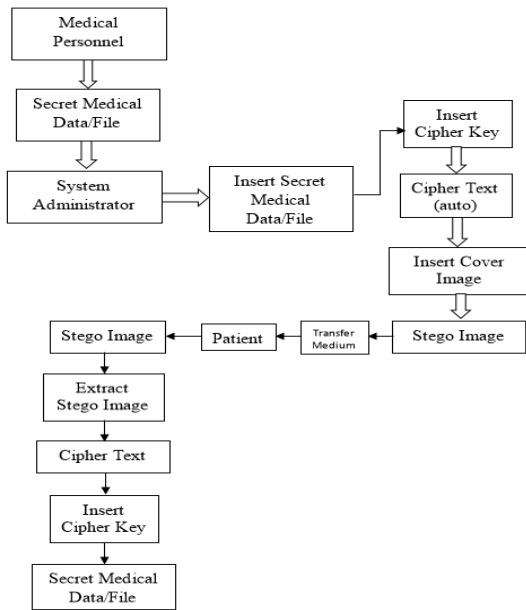 Medical
Personnel
Secret Medical
Data/File
System
Administrator
Insert Secret
Medical
Data/File
Insert
Cipher Key
Cipher Text
(auto)
Insert Cover
Image
Stego Image
Transfer
Medium
Patient
Stego Image
Extract
Stego Image
Cipher Text
Insert
Cipher Key
Secret Medical
Data/File